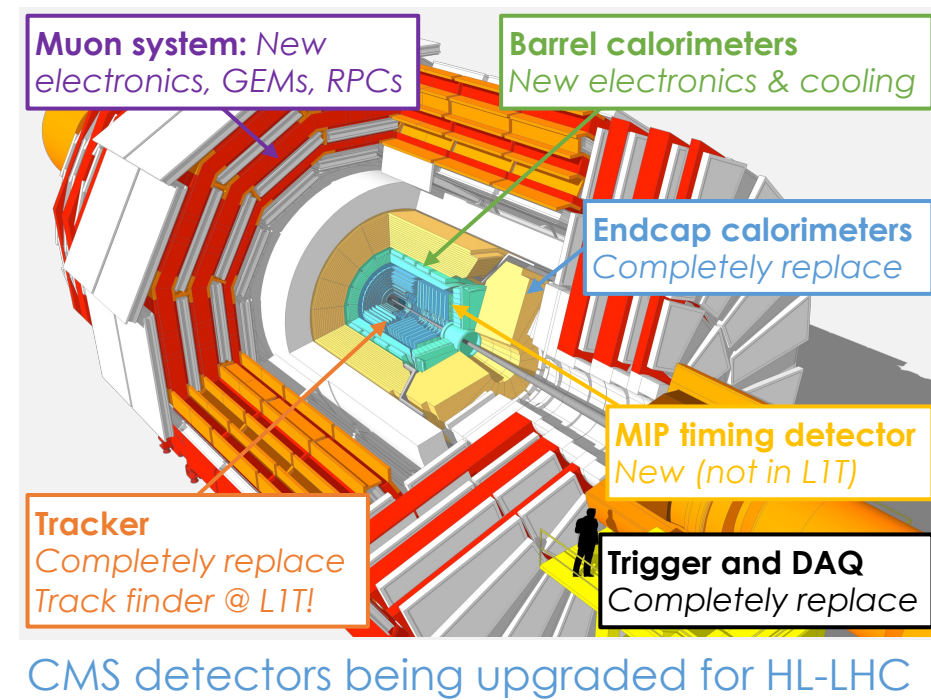 Muon system: New
electronics, GEMs, RPCs
Barrel calorimeters
New electronics & cooling
Endcap calorimeters
Completely replace
MIP timing detector
New (not in L1T)
Tracker
Completely replace
Track finder @ L1T!
Trigger and DAQ
Completely replace
CMS detectors being upgraded for HL-LHC